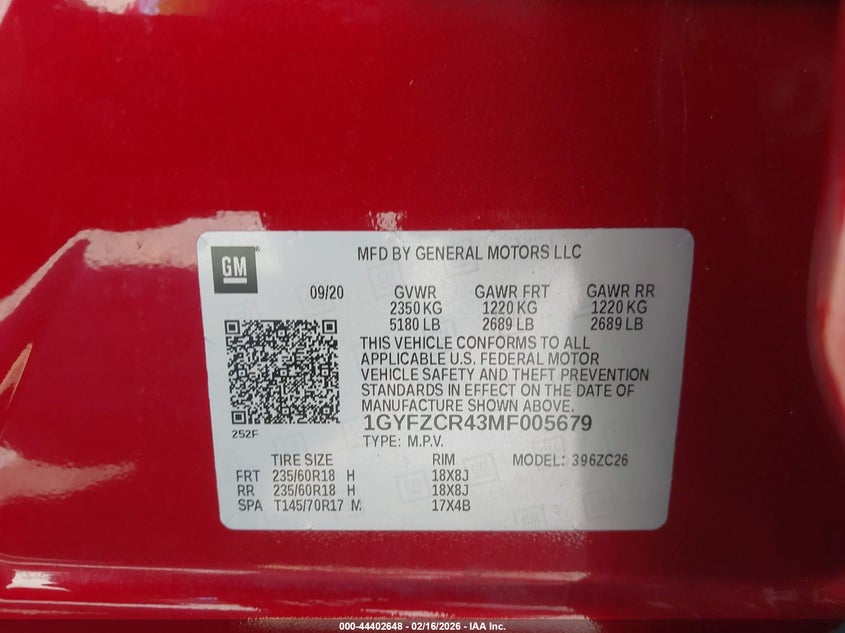 GM
MFD BY GENERAL MOTORS LLC
09/20 GVWR GAWR FRT GAWR RR
2350 KG 1220 KG 1220 KG
5180 LB 2689 LB 2689 LB
THIS VEHICLE CONFORMS TO ALL
APPLICABLE U.S. FEDERAL MOTOR
VEHICLE SAFETY AND THEFT PREVENTION
STANDARDS IN EFFECT ON THE DATE OF
MANUFACTURE SHOWN ABOVE.
1GYFZCR43MF005679
252F
TYPE: M.P.V.
TIRE SIZE RIM MODEL: 396ZC26
FRT 235/60R18 H 18X8J
RR 235/60R18 H 18X8J
SPA T145/70R17 M 17X4B
000-44402648 - 02/16/2026 - IAA Inc.